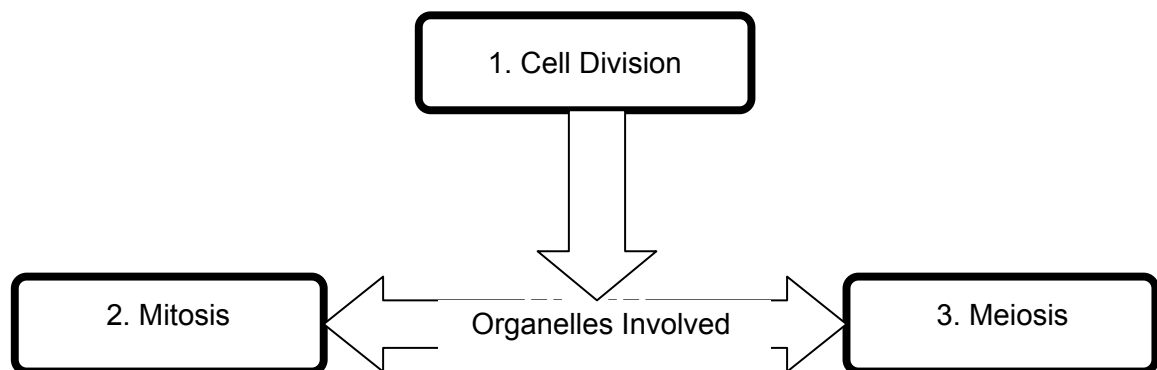 1. Cell Division
2. Mitosis
Organelles Involved
3. Meiosis